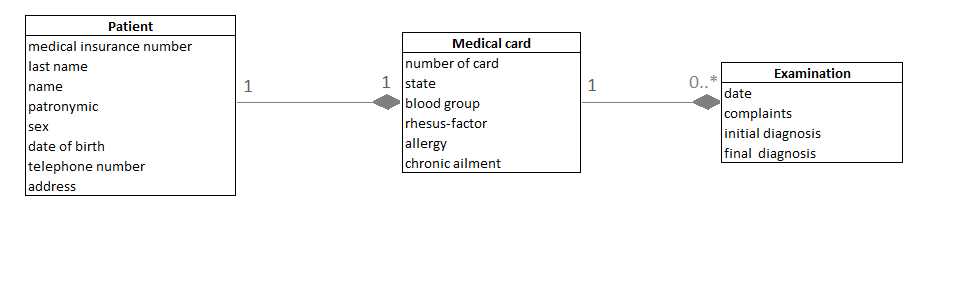 Patient
medical insurance number
last name
name
patronymic
sex
date of birth
telephone number
address
1
1
Medical card
number of card
state
blood group
rhesus-factor
allergy
chronic ailment
1
0..*
Examination
date
complaints
initial diagnosis
final diagnosis